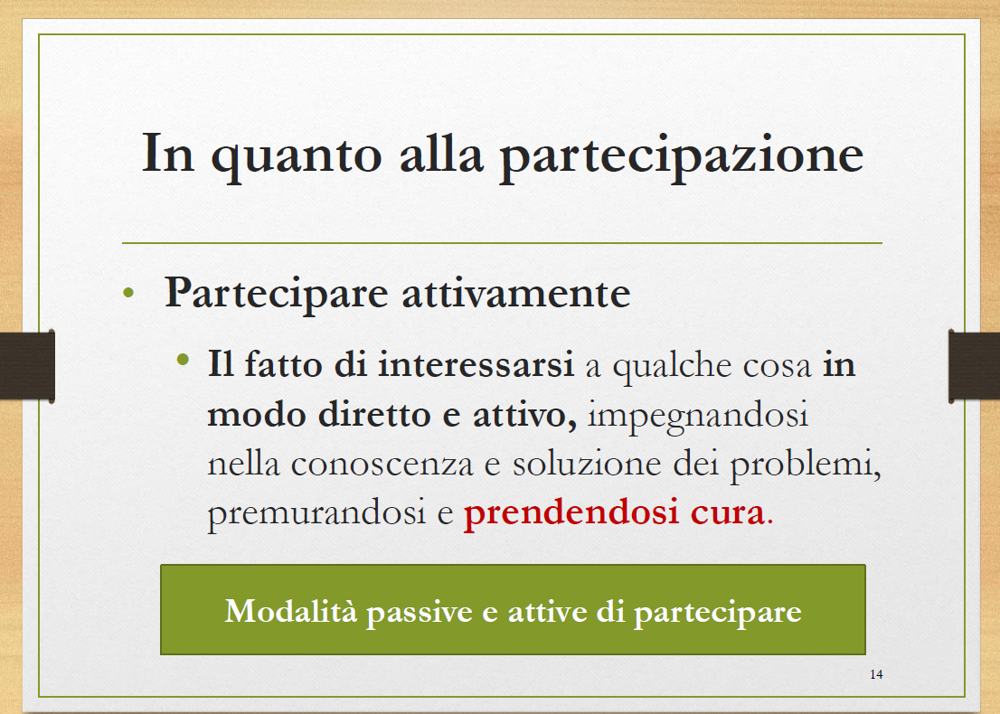 In quanto alla partecipazione
• Partecipare attivamente
• Il fatto di interessarsi a qualche cosa in
modo diretto e attivo, impegnandosi
nella conoscenza e soluzione dei problemi,
premurandosi e prendendosi cura.
Modalità passive e attive di partecipare
14